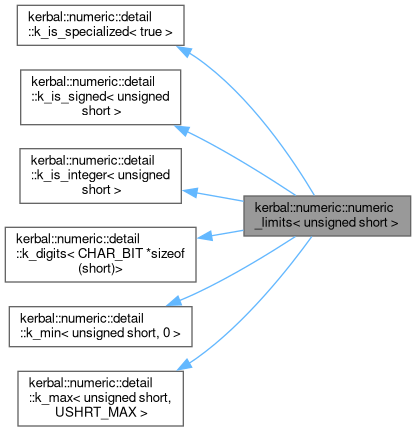 kerbal::numeric::detail
::k_is_specialized< true >
kerbal::numeric::detail
::k_is_signed< unsigned
short >
kerbal::numeric::detail
::k_is_integer< unsigned
short >
kerbal::numeric::numeric
_limits< unsigned short >
kerbal::numeric::detail
::k_digits< CHAR_BIT *sizeof
(short)>
kerbal::numeric::detail
::k_min< unsigned short, 0 >
kerbal::numeric::detail
::k_max< unsigned short,
USHRT_MAX >